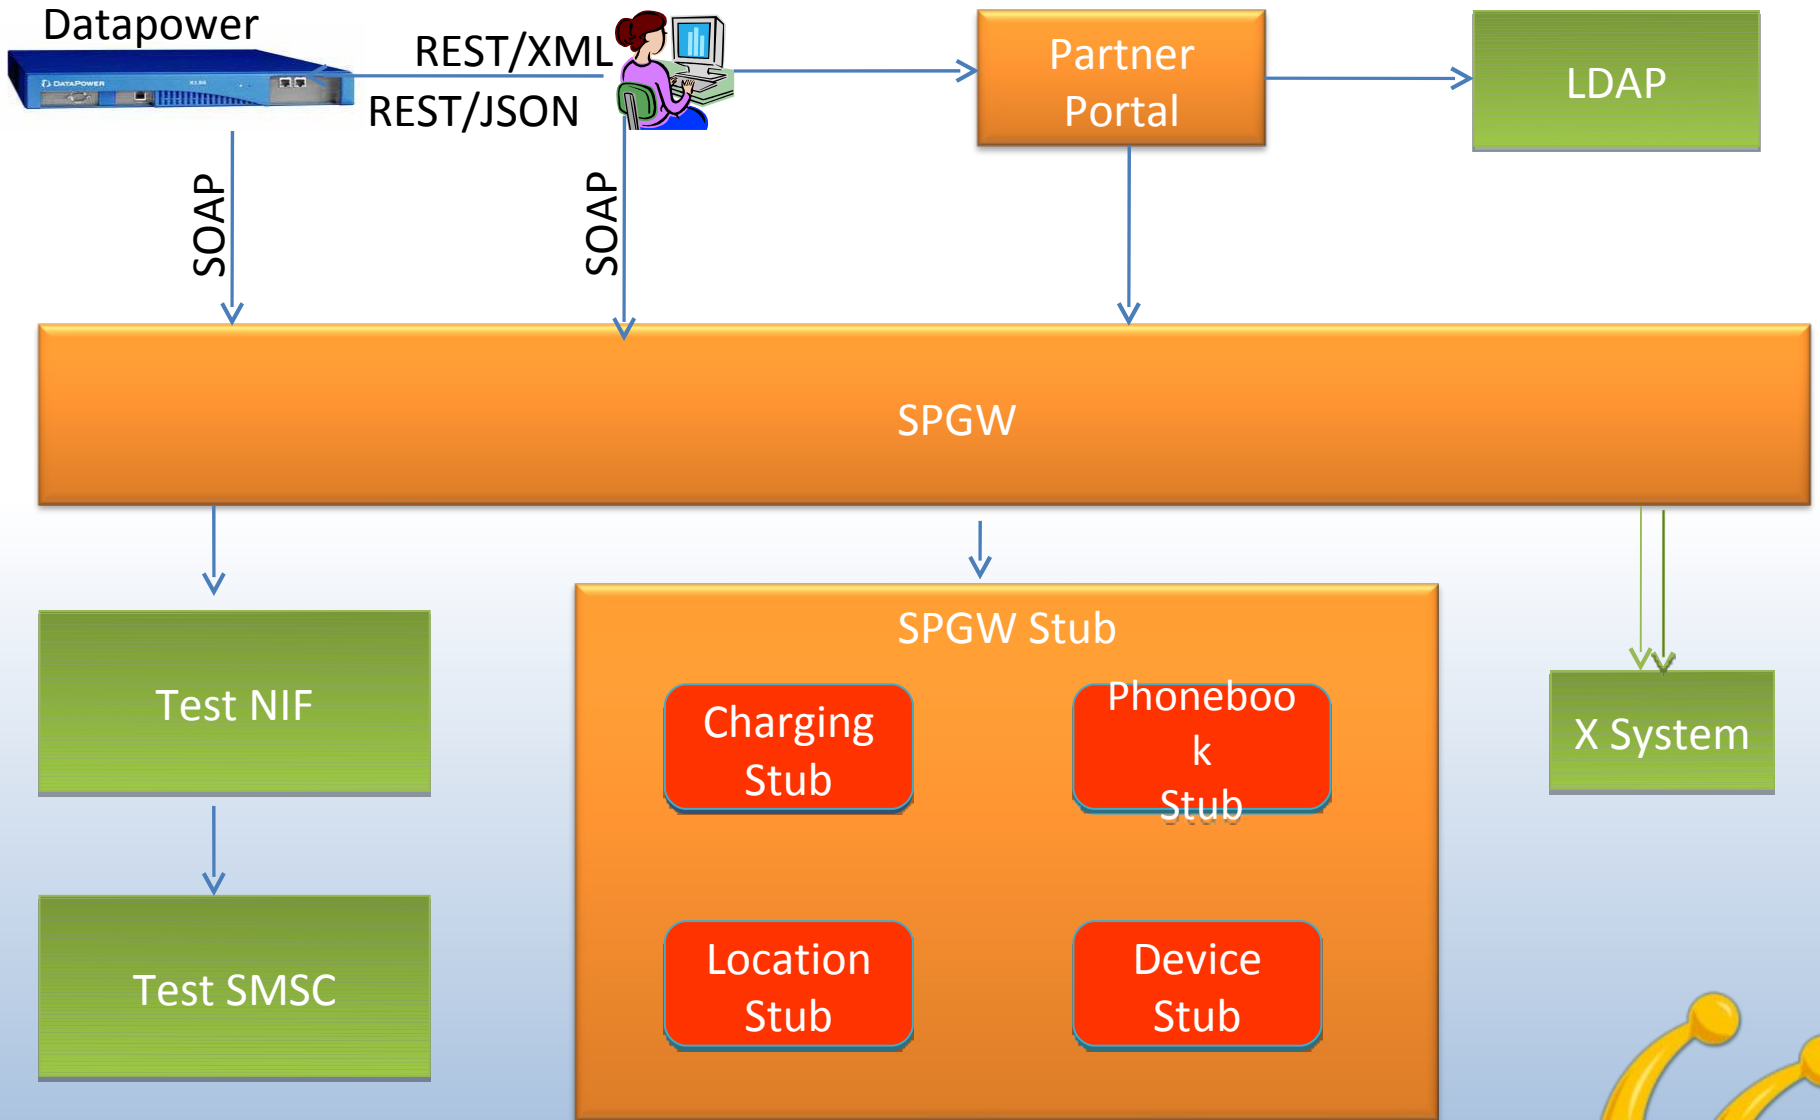 Datapower
DATAPOWER
REST/XML
REST/JSON
Partner
Portal
LDAP
SOAP
SOAP
SPGW
SPGW Stub
Test NIF
Charging
Stub
Phoneboo
k
Stub
X System
Test SMSC
Location
Stub
Device
Stub